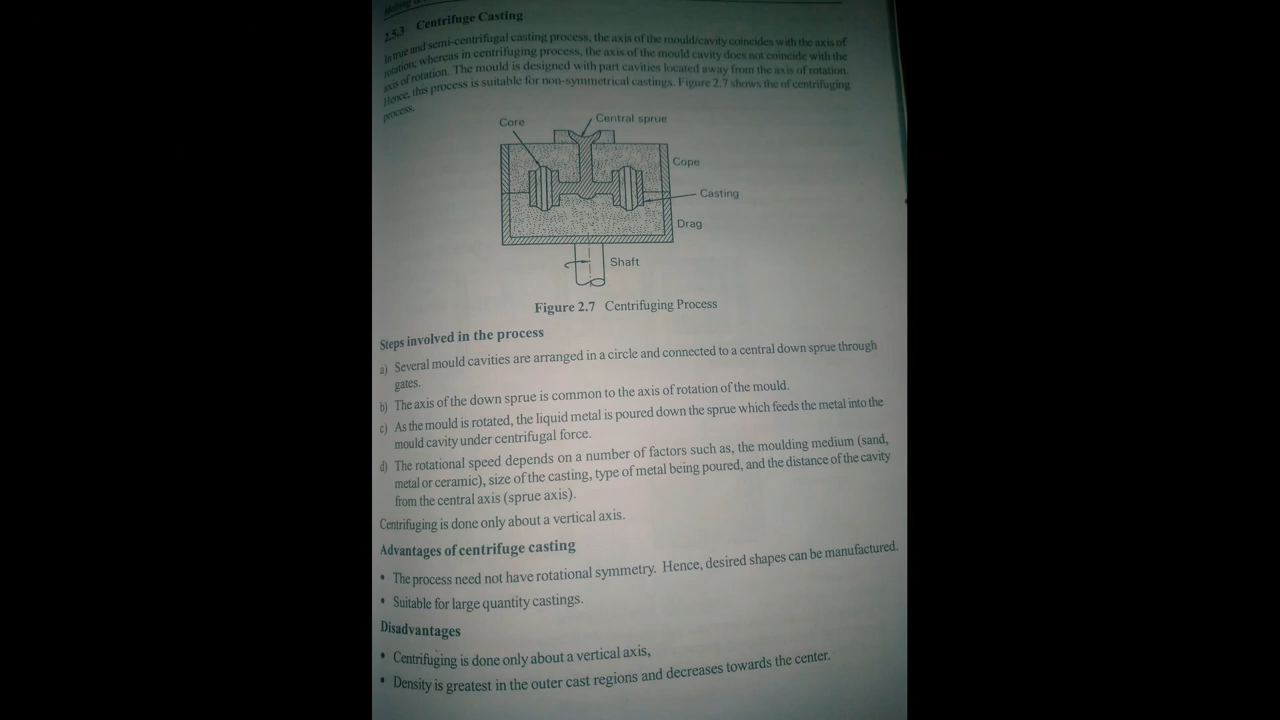 2.5.3 Centrifuge Casting
In true and semi-centrifugal casting process, the axis of the mould/cavity coincides with the axis of
rotation; whereas in centrifuging process, the axis of the mould cavity does not coincide with the
axis of rotation. The mould is designed with part cavities located away from the axis of rotation.
Hence, this process is suitable for non-symmetrical castings. Figure 2.7 shows the of centrifuging
process.
Core
Central sprue
Cope
Casting
Drag
Shaft
Figure 2.7 Centrifuging Process
Steps involved in the process
a) Several mould cavities are arranged in a circle and connected to a central down sprue through
gates.
b) The axis of the down sprue is common to the axis of rotation of the mould.
c) As the mould is rotated, the liquid metal is poured down the sprue which feeds the metal into the
mould cavity under centrifugal force.
d) The rotational speed depends on a number of factors such as, the moulding medium (sand,
metal or ceramic), size of the casting, type of metal being poured, and the distance of the cavity
from the central axis (sprue axis).
Centrifuging is done only about a vertical axis.
Advantages of centrifuge casting
• The process need not have rotational symmetry. Hence, desired shapes can be manufactured.
• Suitable for large quantity castings.
Disadvantages
• Centrifuging is done only about a vertical axis,
• Density is greatest in the outer cast regions and decreases towards the center.